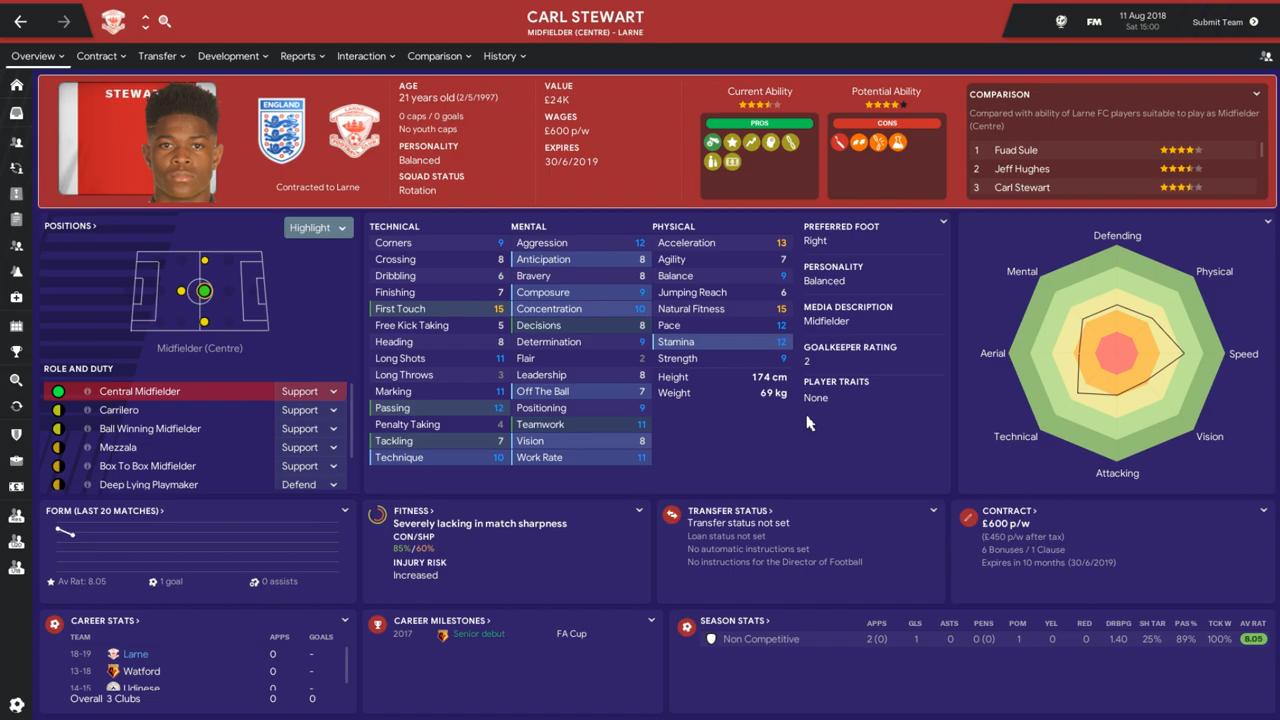 CARL STEWART
MIDFIELDER (CENTRE) - LARNE
11 Aug 2018
Sat 15:00
FM
Submit Team
Overview
Contract
Transfer
Development
Reports
Interaction
Comparison
History
STEWA
ENGLAND
Contracted to Larne
AGE
21 years old (2/5/1997)
0 caps / 0 goals
No youth caps
PERSONALITY
Balanced
SQUAD STATUS
Rotation
VALUE
£24K
WAGES
£600 p/w
EXPIRES
30/6/2019
Current Ability
PROS
Potential Ability
CONS
COMPARISON
Compared with ability of Larne FC players suitable to play as Midfielder
(Centre)
1 Fuad Sule
2 Jeff Hughes
3 Carl Stewart
POSITIONS>
Highlight
Midfielder (Centre)
ROLE AND DUTY
Central Midfielder Support
Carrilero Support
Ball Winning Midfielder Support
Mezzala Support
Box To Box Midfielder Support
Deep Lying Playmaker Defend
TECHNICAL
Corners 9
Crossing 8
Dribbling 6
Finishing 7
First Touch 15
Free Kick Taking 5
Heading 8
Long Shots 11
Long Throws 3
Marking 11
Passing 12
Penalty Taking 4
Tackling 7
Technique 10
MENTAL
Aggression 12
Anticipation 8
Bravery 8
Composure 9
Concentration 10
Decisions 8
Determination 9
Flair 2
Leadership 8
Off The Ball 7
Positioning 9
Teamwork 11
Vision 8
Work Rate 11
PHYSICAL
Acceleration 13
Agility 7
Balance 9
Jumping Reach 6
Natural Fitness 15
Pace 12
Stamina 12
Strength 9
Height 174 cm
Weight 69 kg
PREFERRED FOOT
Right
PERSONALITY
Balanced
MEDIA DESCRIPTION
Midfielder
GOALKEEPER RATING
2
PLAYER TRAITS
None
Defending
Mental
Physical
Aerial
Speed
Technical
Vision
Attacking
FORM (LAST 20 MATCHES)>
Av Rat: 8.05
1 goal
0 assists
FITNESS>
Severely lacking in match sharpness
CON/SHP
85%/60%
INJURY RISK
Increased
TRANSFER STATUS>
Transfer status not set
Loan status not set
No automatic instructions set
No instructions for the Director of Football
CONTRACT>
£600 p/w
(£450 p/w after tax)
6 Bonuses / 1 Clause
Expires in 10 months (30/6/2019)
CAREER STATS>
TEAM APPS GOALS
18-19 Larne 0 -
13-18 Watford 0 -
14-15 Udinese 0 -
Overall 3 Clubs 0 0
CAREER MILESTONES>
2017 Senior debut FA Cup
SEASON STATS>
APPS GLS ASTS PENS POM YEL RED DRBPG SH TAR PAS % TCK W AV RAT
Non Competitive 2 (0) 1 0 0 (0) 1 0 0 1.40 25% 89% 100% 8.05